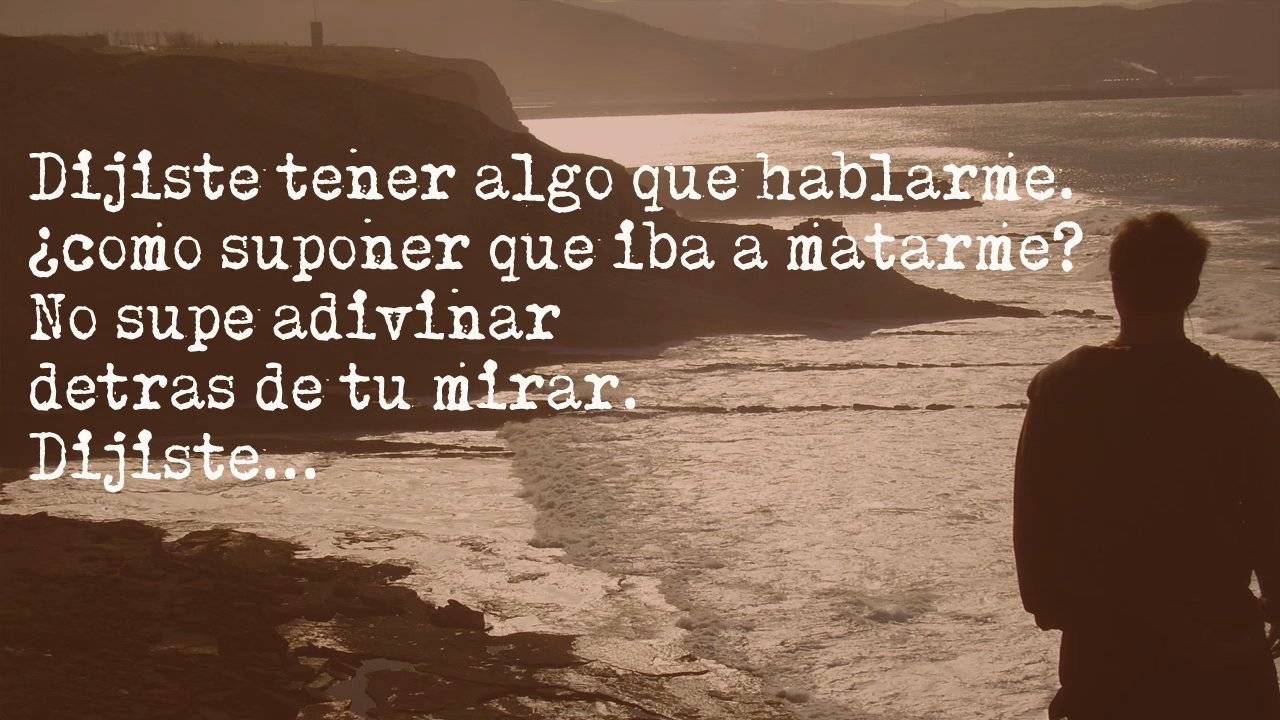 Dijiste tener algo que hablarme.
¿como suponer que iba a matarme?
No supe adivinar
detras de tu mirar.
Dijiste...